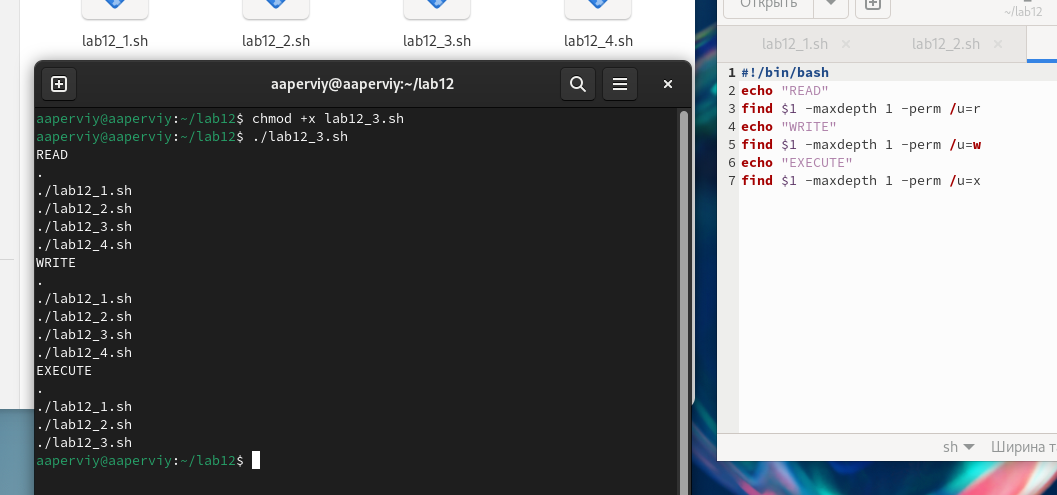 lab12_1.sh
lab12_2.sh
lab12_3.sh
lab12_4.sh
aaperviy@aaperviy:~/lab12
aaperviy@aaperviy:~/lab12$ chmod +x lab12_3.sh
aaperviy@aaperviy:~/lab12$ ./lab12_3.sh
READ
.
./lab12_1.sh
./lab12_2.sh
./lab12_3.sh
./lab12_4.sh
WRITE
.
./lab12_1.sh
./lab12_2.sh
./lab12_3.sh
./lab12_4.sh
EXECUTE
.
./lab12_1.sh
./lab12_2.sh
./lab12_3.sh
aaperviy@aaperviy:~/lab12$
Открыть
~/lab12
lab12_1.sh
lab12_2.sh
1 #!/bin/bash
2 echo "READ"
3 find $1 -maxdepth 1 -perm /u=r
4 echo "WRITE"
5 find $1 -maxdepth 1 -perm /u=w
6 echo "EXECUTE"
7 find $1 -maxdepth 1 -perm /u=x
sh
Ширина